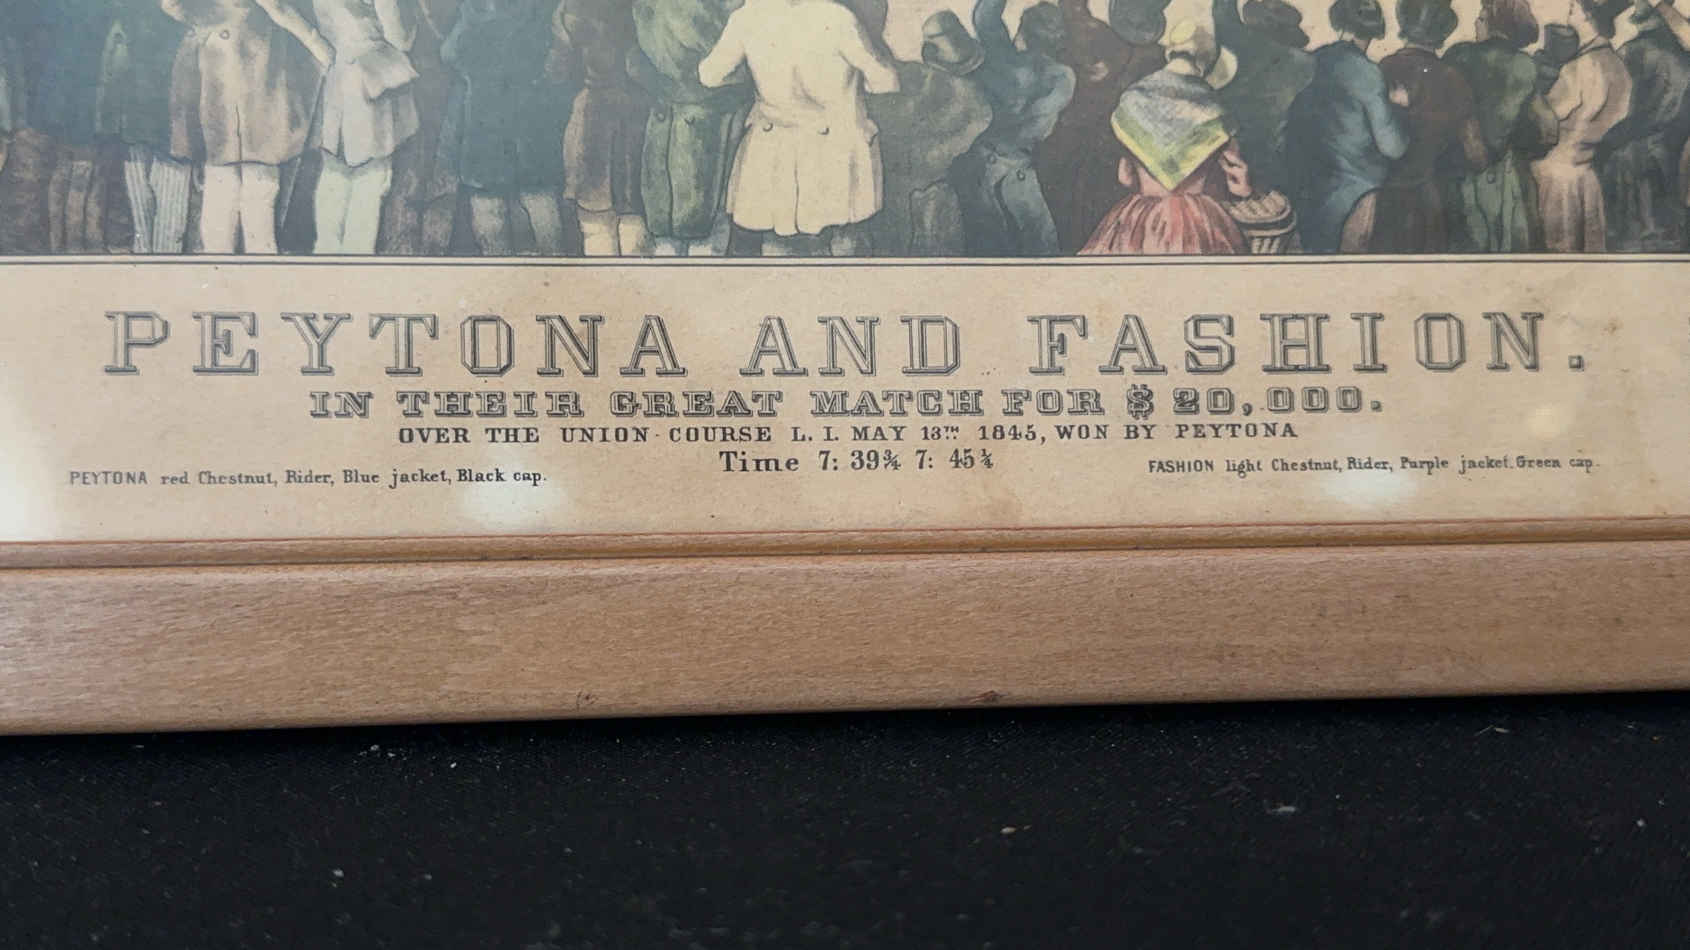 PEYTONA AND FASHION.
IN THEIR GREAT MATCH FOR $ 20,000.
OVER THE UNION COURSE L. I. MAY 13TH 1845, WON BY PEYTONA
Time 7: 39¾ 7: 45¼
PEYTONA red Chestnut, Rider, Blue jacket, Black cap.
FASHION light Chestnut, Rider, Purple jacket, Green cap.